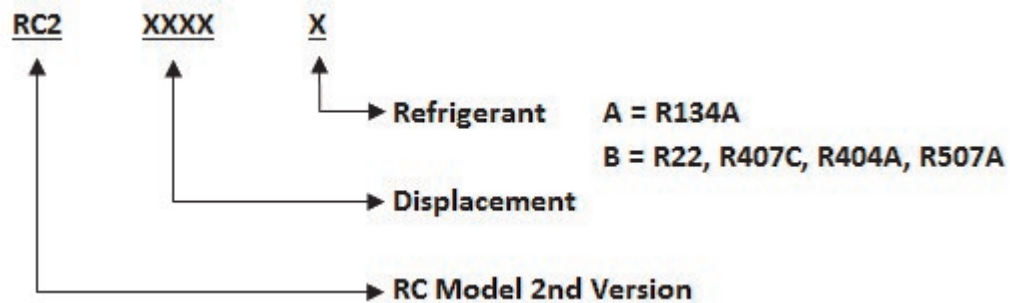 RC2 XXXX X
Refrigerant A = R134A
B = R22, R407C, R404A, R507A
Displacement
RC Model 2nd Version